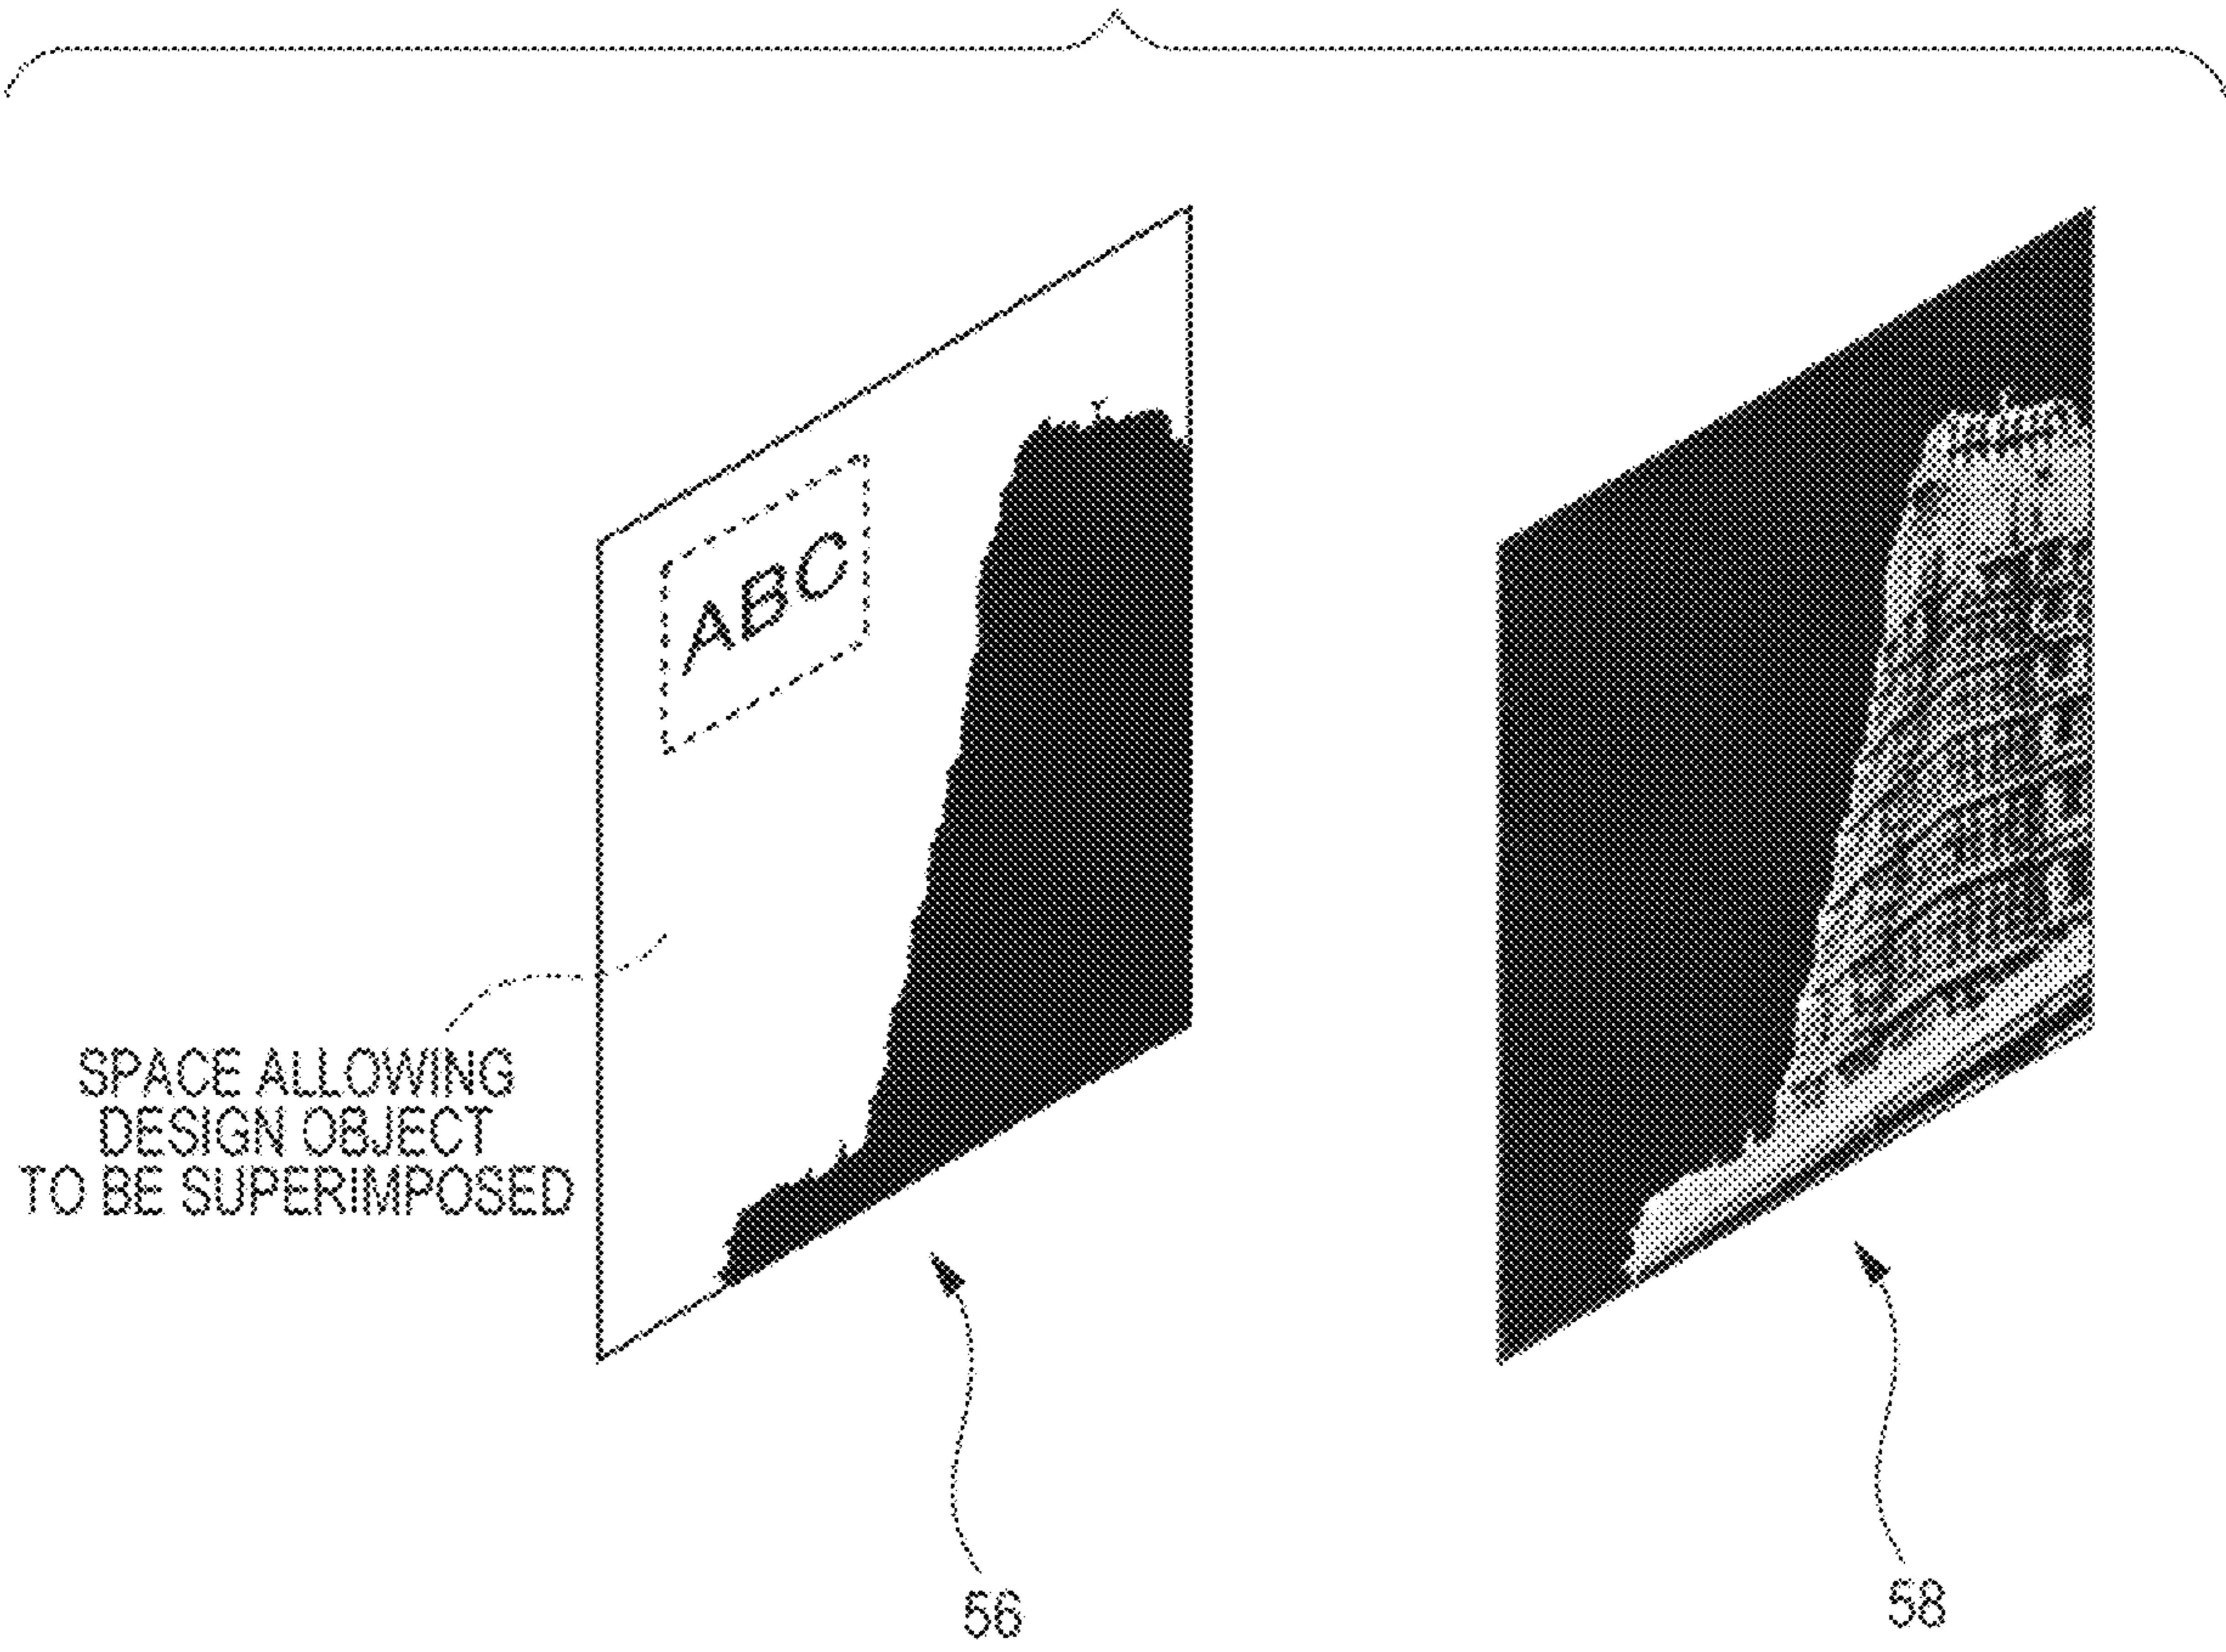 ABC
SPACE ALLOWING
DESIGN OBJECT
TO BE SUPERIMPOSED
56
58